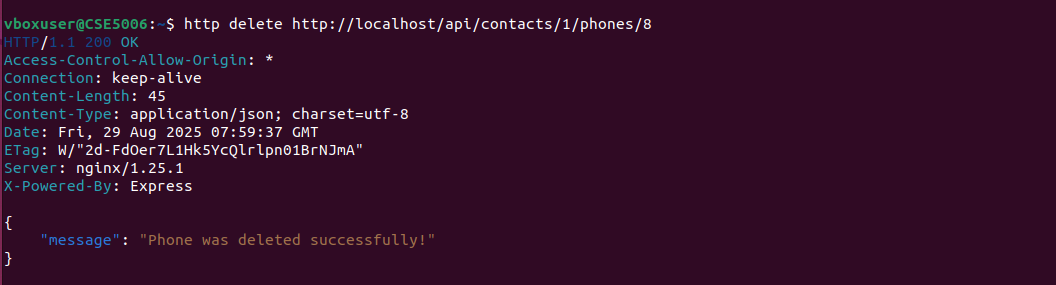 vboxuser@CSE5006:~$ http delete http://localhost/api/contacts/1/phones/8
HTTP/1.1 200 OK
Access-Control-Allow-Origin: *
Connection: keep-alive
Content-Length: 45
Content-Type: application/json; charset=utf-8
Date: Fri, 29 Aug 2025 07:59:37 GMT
ETag: W/"2d-FdOer7L1Hk5YcQlrlpn01BrNJmA"
Server: nginx/1.25.1
X-Powered-By: Express
{
    "message": "Phone was deleted successfully!"
}